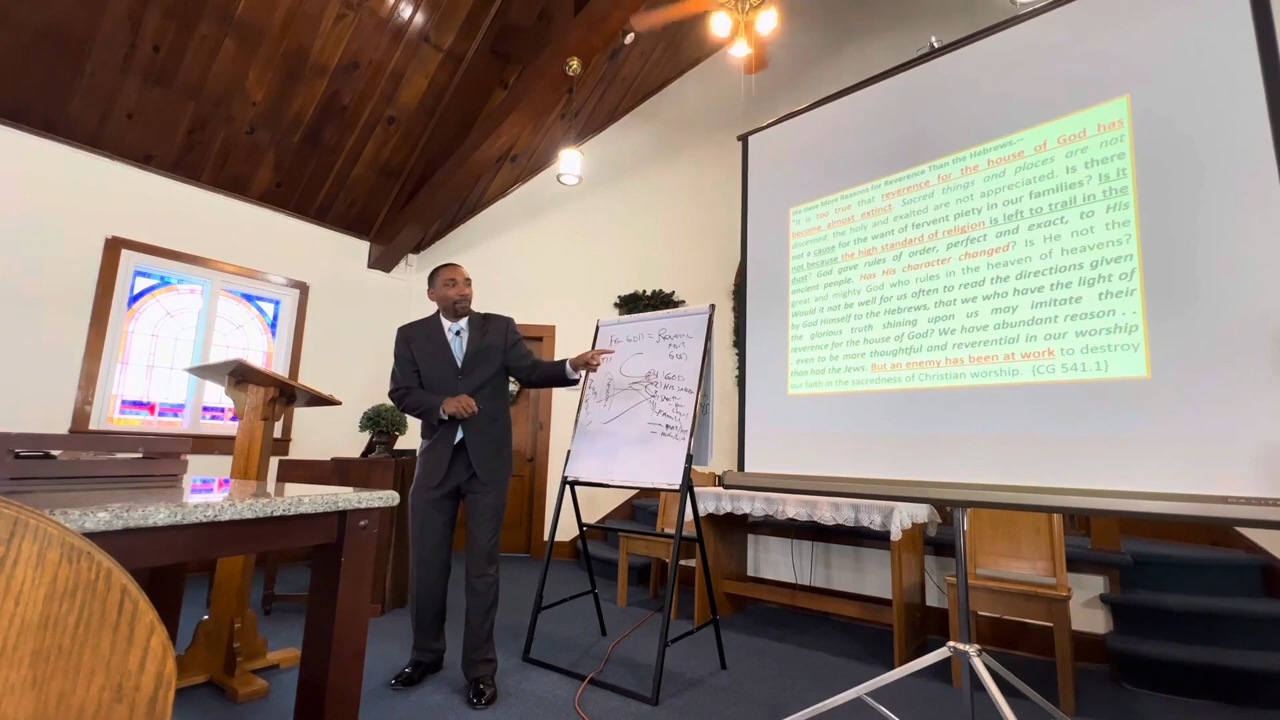 We Have More Reasons for Reverence Than the Hebrews.—
"It is too true that reverence for the house of God has
become almost extinct. Sacred things and places are not
discerned, the holy and exalted are not appreciated. Is there
not a cause for the want of fervent piety in our families? Is it
not because the high standard of religion is left to trail in the
dust? God gave rules of order, perfect and exact, to His
ancient people. Has His character changed? Is He not the
great and mighty God who rules in the heaven of heavens?
Would it not be well for us often to read the directions given
by God Himself to the Hebrews, that we who have the light of
the glorious truth shining upon us may imitate their
reverence for the house of God? We have abundant reason . .
. even to be more thoughtful and reverential in our worship
than had the Jews. But an enemy has been at work to destroy
our faith in the sacredness of Christian worship. {CG 541.1}
GOD =
FOR
GOD
1) GOD
2) His
FAMILY
DA-LITE